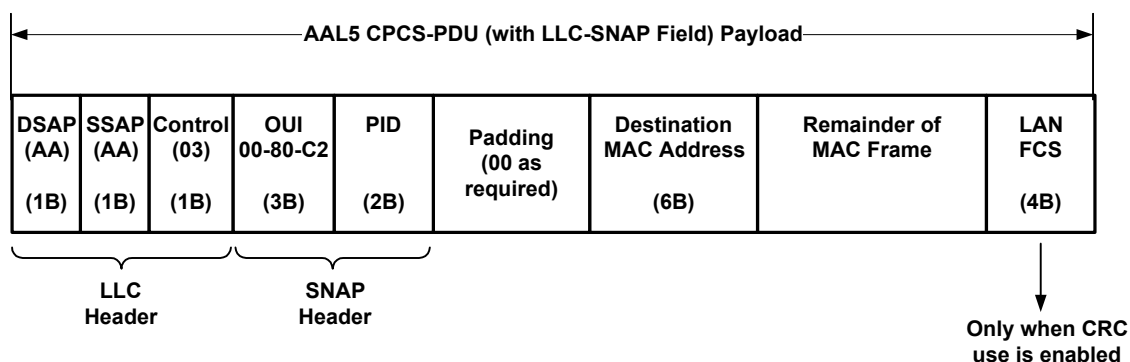 AAL5 CPCS-PDU (with LLC-SNAP Field) Payload
DSAP
(AA)
(1B)
SSAP
(AA)
(1B)
Control
(03)
(1B)
OUI
00-80-C2
(3B)
PID
(2B)
Padding
(00 as
required)
Destination
MAC Address
(6B)
Remainder of
MAC Frame
LAN
FCS
(4B)
LLC
Header
SNAP
Header
Only when CRC
use is enabled